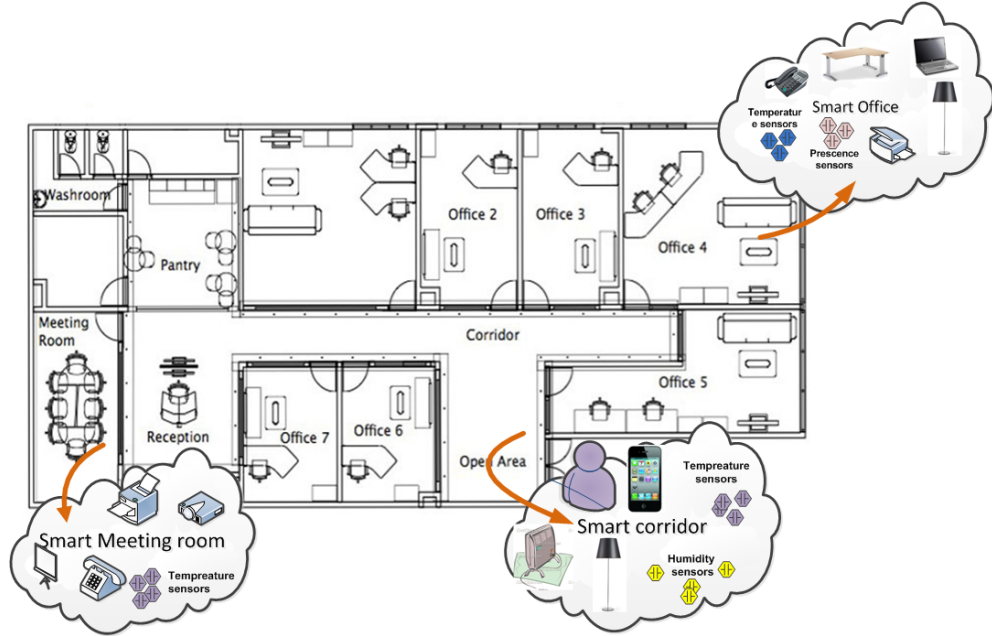 Temperatur
e sensors
Smart Office
Prescence
sensors
Washroom
Office 2
Office 3
Office 4
Pantry
Meeting
Room
Corridor
Office 5
Reception
Office 7
Office 6
Open Area
Smart Meeting room
Tempreature
sensors
Tempreature
sensors
Smart corridor
Humidity
sensors